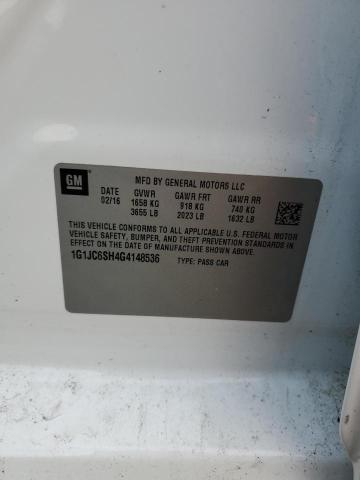 GM
MFD BY GENERAL MOTORS LLC
DATE GVWR GAWR FRT GAWR RR
02/16 1658 KG 918 KG 740 KG
3655 LB 2023 LB 1632 LB
THIS VEHICLE CONFORMS TO ALL APPLICABLE U.S. FEDERAL MOTOR
VEHICLE SAFETY, BUMPER, AND THEFT PREVENTION STANDARDS IN
EFFECT ON THE DATE OF MANUFACTURE SHOWN ABOVE.
1G1JC6SH4G4148536 TYPE: PASS CAR